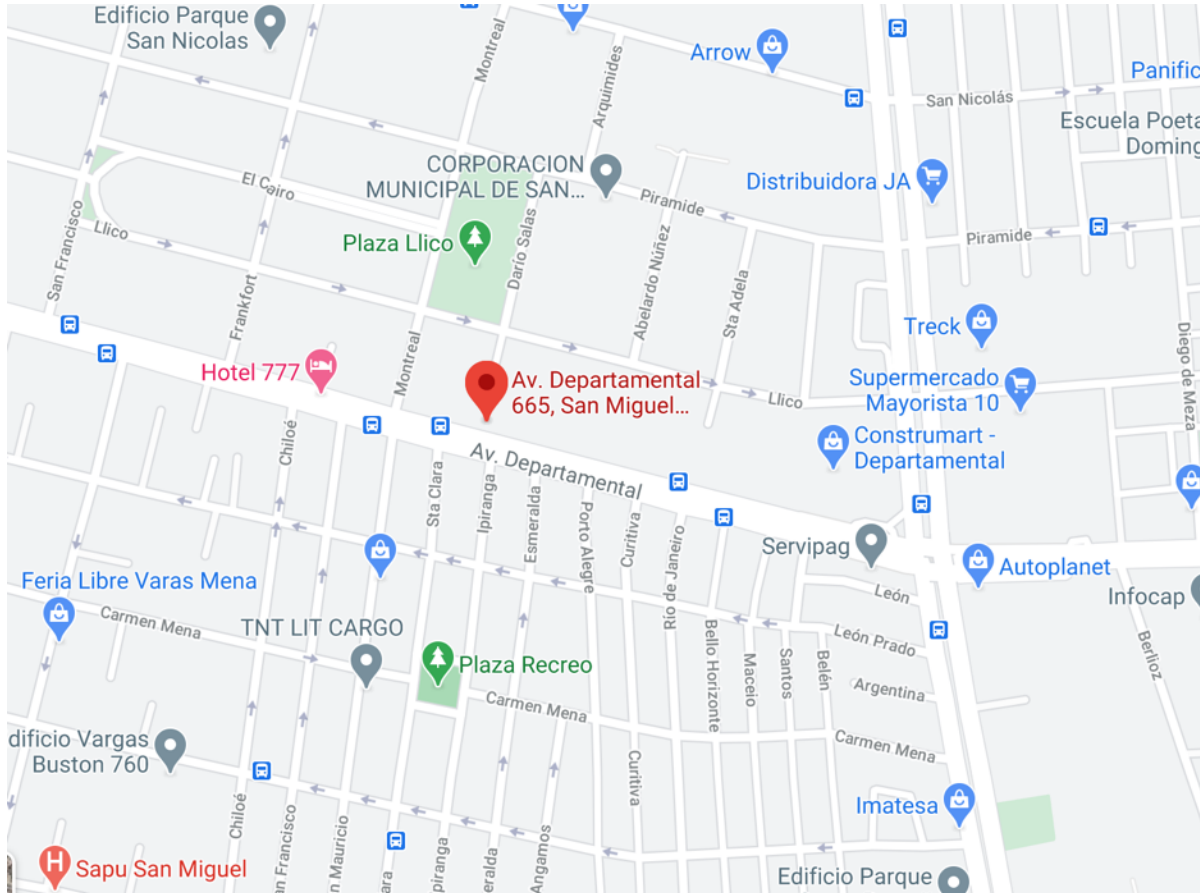 Edificio Parque
San Nicolas
Montreal
Arquimides
Arrow
San Nicolás
Panific
Escuela Poeta
Doming
CORPORACION
MUNICIPAL DE SAN...
Distribuidora JA
El Cairo
Piramide
Piramide
San Francisco
Llico
Plaza Llico
Darío Salas
Abelardo Núñez
Sta Adela
Frankfort
Montreal
Treck
Diego de Meza
Hotel 777
Av. Departamental
665, San Miguel...
Supermercado
Mayorista 10
Llico
Chiloé
Construmart -
Departamental
Av. Departamental
Sta Clara
Ipiranga
Esmeralda
Porto Alegre
Curitiva
Rio de Janeiro
Servipag
Autoplanet
Feria Libre Varas Mena
León
Infocap
Carmen Mena
TNT LIT CARGO
Bello Horizonte
Maceio
Santos
Belén
León Prado
Berlioz
Plaza Recreo
Argentina
Carmen Mena
Carmen Mena
dificio Vargas
Buston 760
Curitiva
Imatesa
Chiloé
an Francisco
n Mauricio
ara
piranga
eralda
Angamos
Sapu San Miguel
Edificio Parque